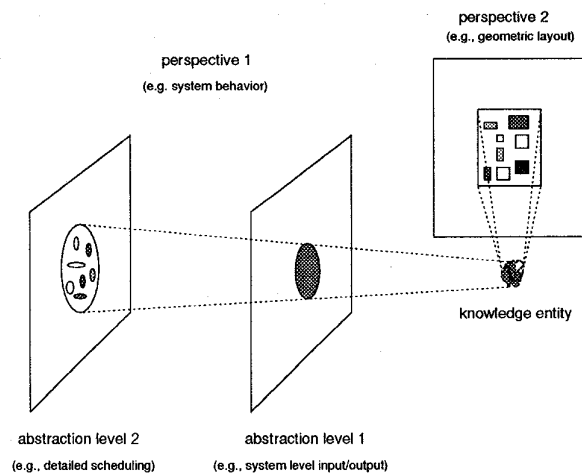 perspective 2
(e.g., geometric layout)
perspective 1
(e.g. system behavior)
knowledge entity
abstraction level 2
(e.g., detailed scheduling)
abstraction level 1
(e.g., system level input/output)